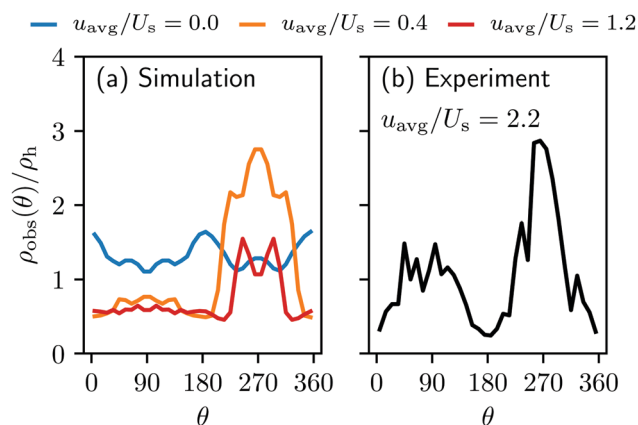 u_avg/U_s = 0.0 u_avg/U_s = 0.4 u_avg/U_s = 1.2
(a) Simulation
(b) Experiment
u_avg/U_s = 2.2
ρ_obs(θ)/ρ_h
4
3
2
1
0
0 90 180 270 360
0 90 180 270 360
θ
θ